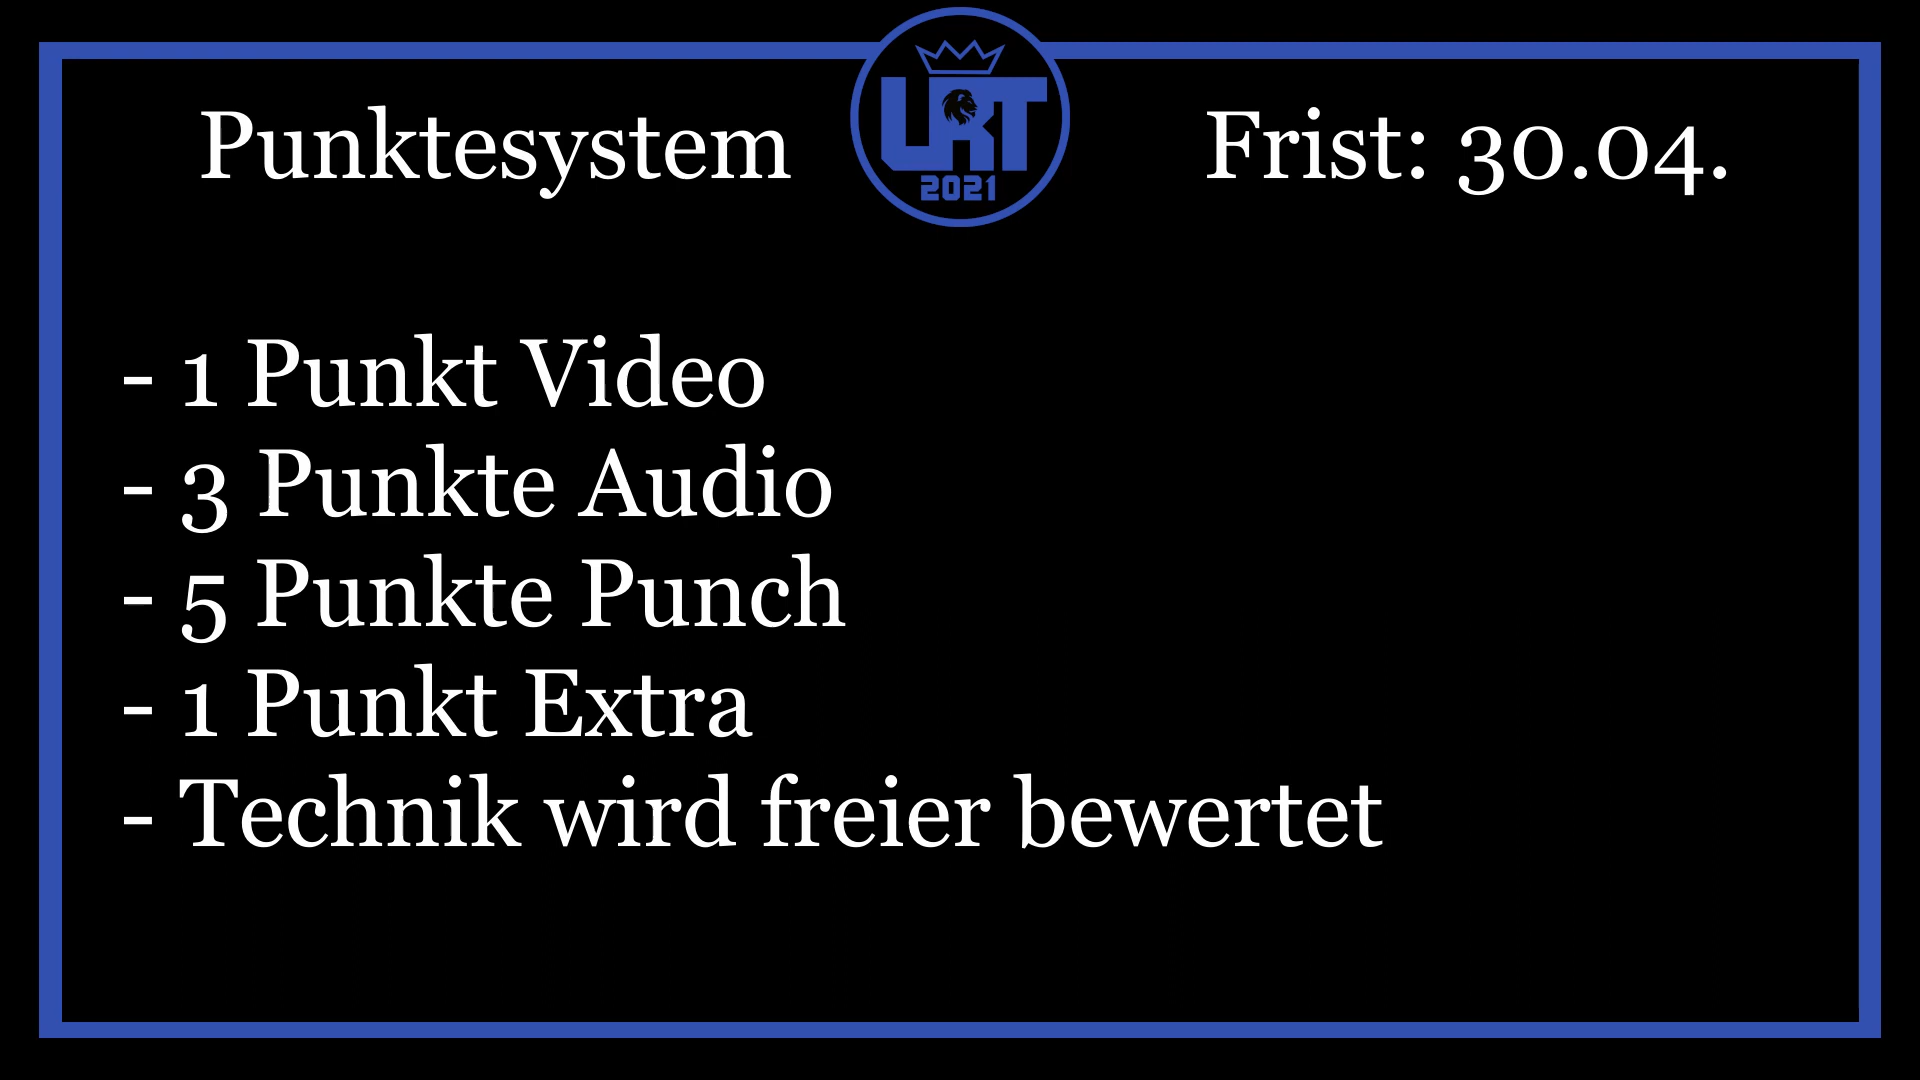 Punktesystem
LRT
2021
Frist: 30.04.
- 1 Punkt Video
- 3 Punkte Audio
- 5 Punkte Punch
- 1 Punkt Extra
- Technik wird freier bewertet